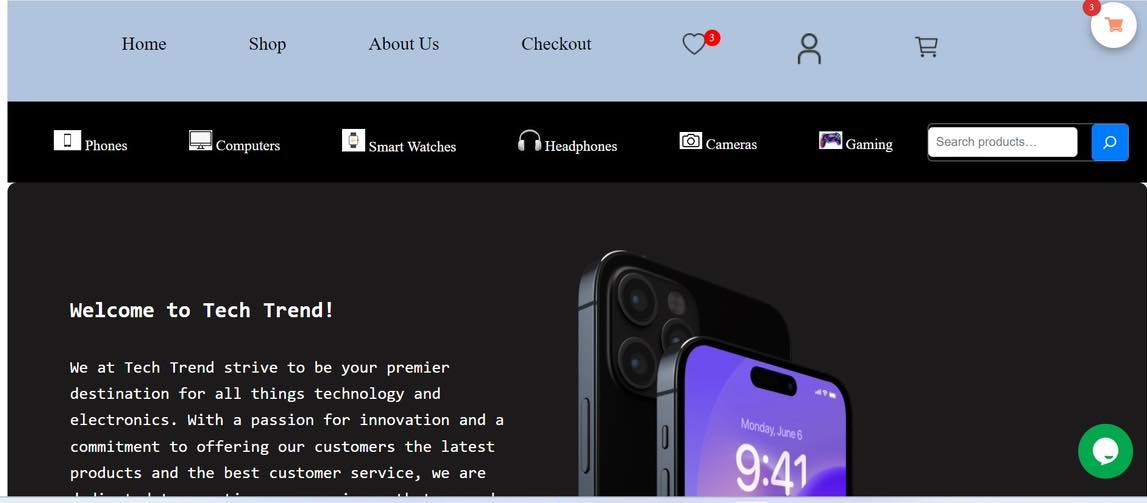 3
Home Shop About Us Checkout 3
Phones Computers Smart Watches Headphones Cameras Gaming Search products...
Welcome to Tech Trend!
We at Tech Trend strive to be your premier
destination for all things technology and
electronics. With a passion for innovation and a
commitment to offering our customers the latest
products and the best customer service, we are
Monday, June 6
9:41